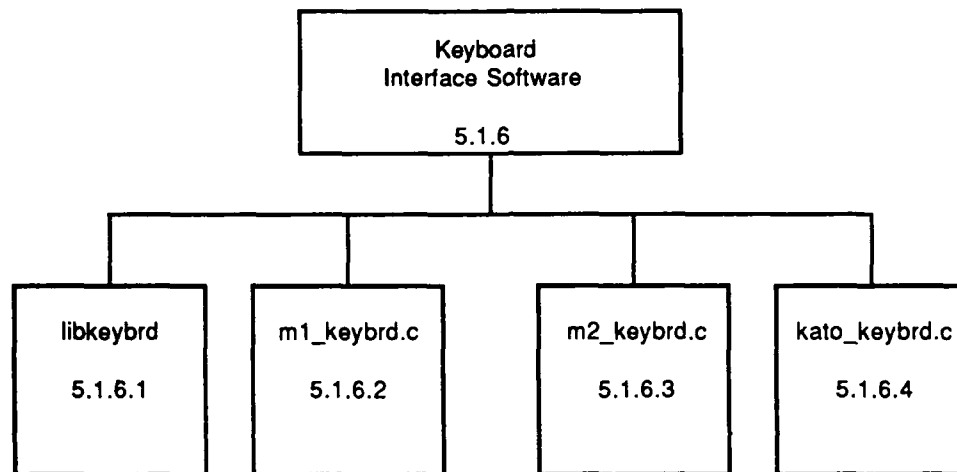 Keyboard
Interface Software
5.1.6
libkeybrd
5.1.6.1
m1_keybrd.c
5.1.6.2
m2_keybrd.c
5.1.6.3
kato_keybrd.c
5.1.6.4